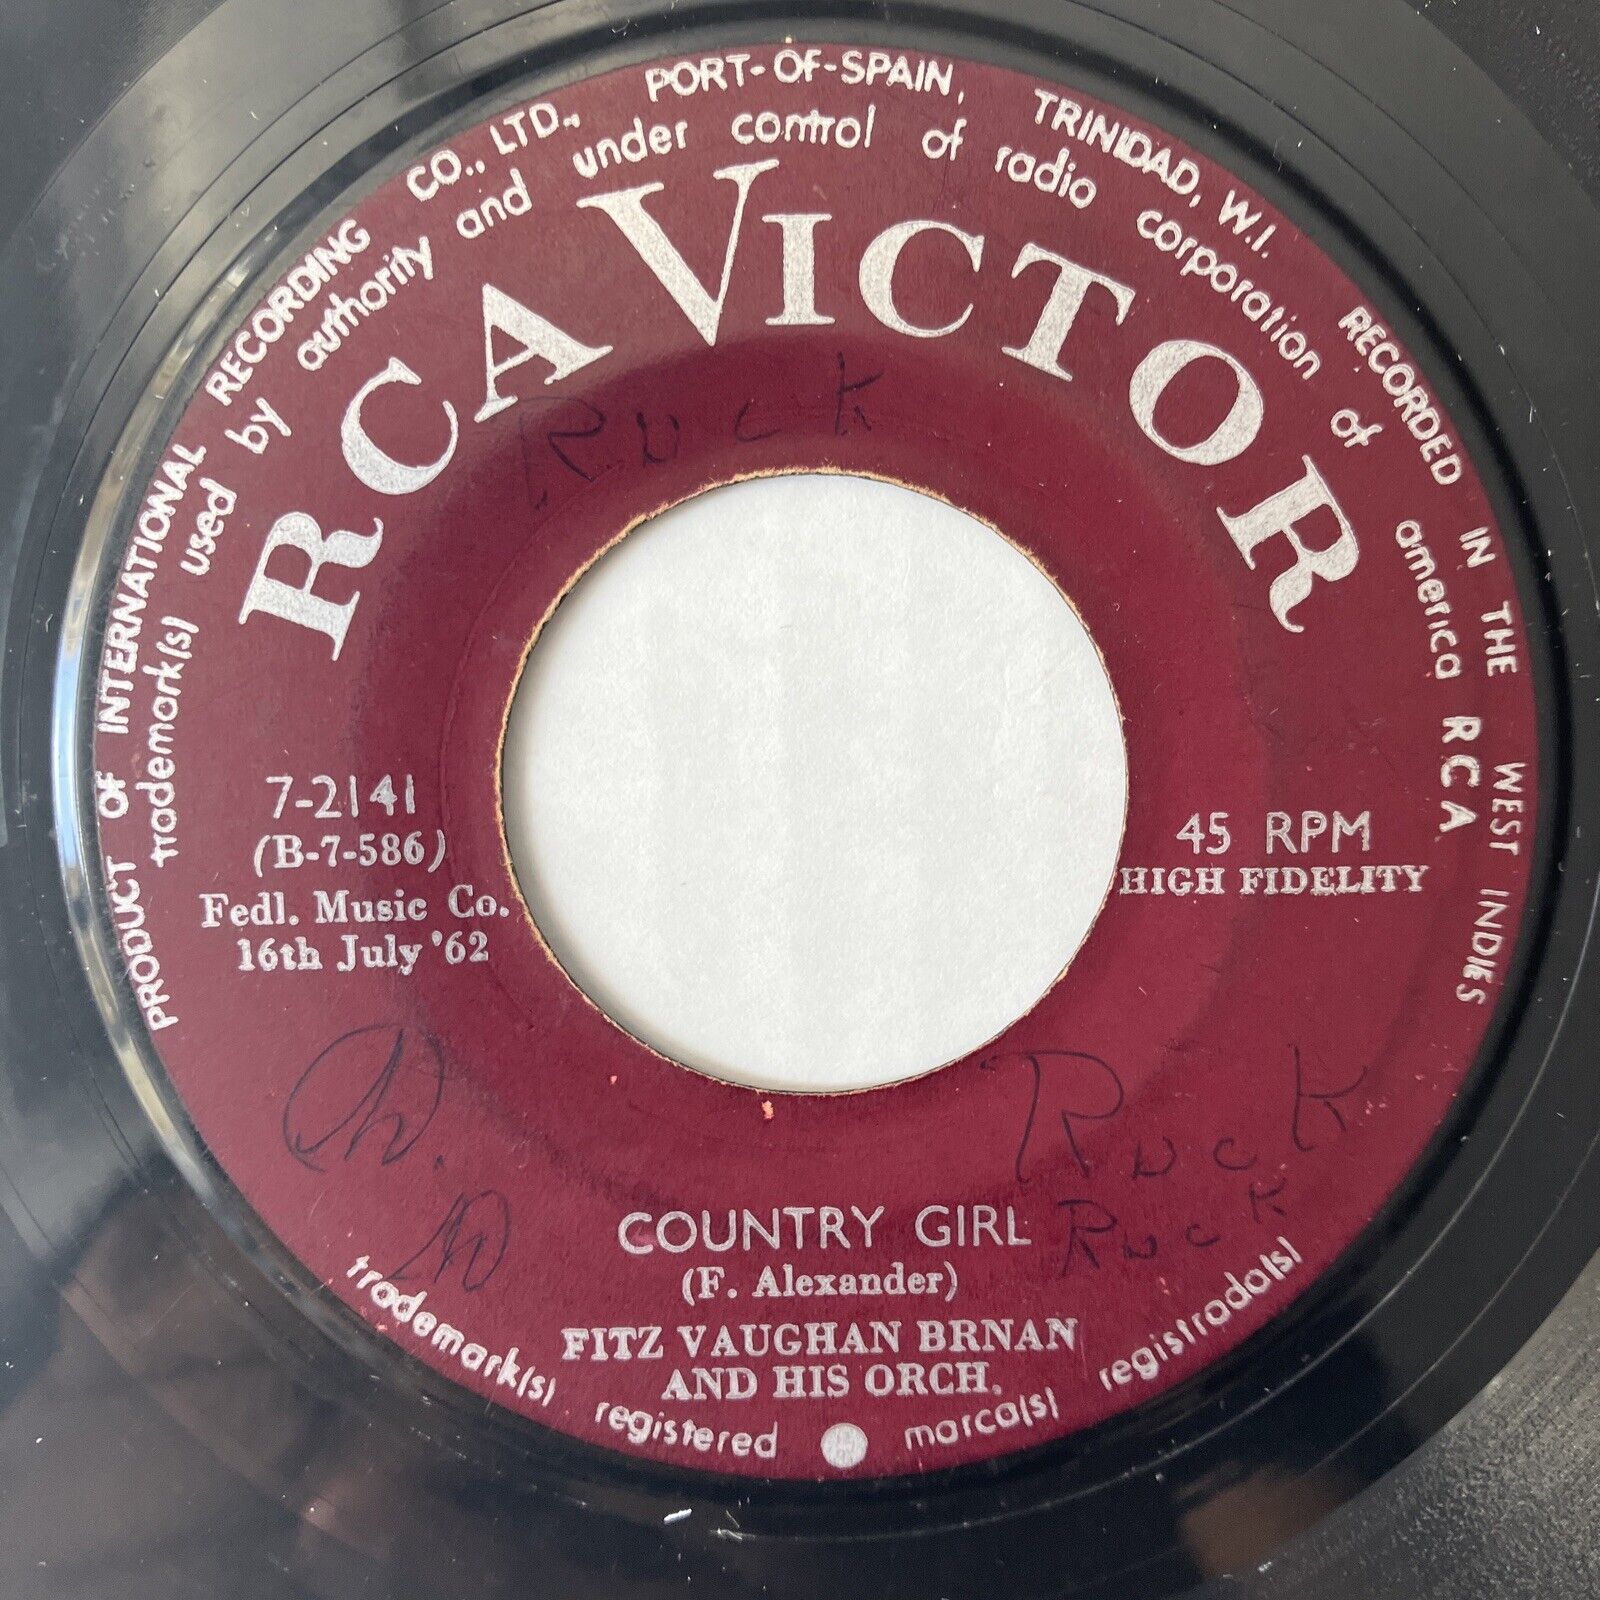 PRODUCT OF INTERNATIONAL RECORDING CO., LTD., PORT-OF-SPAIN, TRINIDAD, W.I. RECORDED IN THE WEST INDIES
trademark(s) used by authority and under control of radio corporation of america RCA
RCA VICTOR
Ruck
7-2141
(B-7-586)
Fedl. Music Co.
16th July '62
45 RPM
HIGH FIDELITY
Ruck
Ruck
COUNTRY GIRL
(F. Alexander)
FITZ VAUGHAN BRNAN
AND HIS ORCH.
trademark(s) registered marca(s) registrada(s)